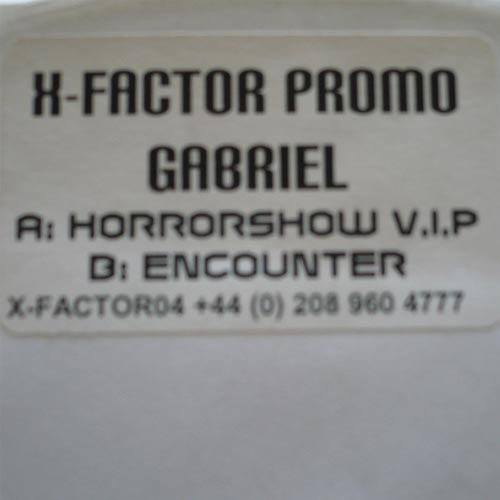 X-FACTOR PROMO
GABRIEL
A: HORRORSHOW V.I.P
B: ENCOUNTER
X-FACTOR04 +44 (0) 208 960 4777